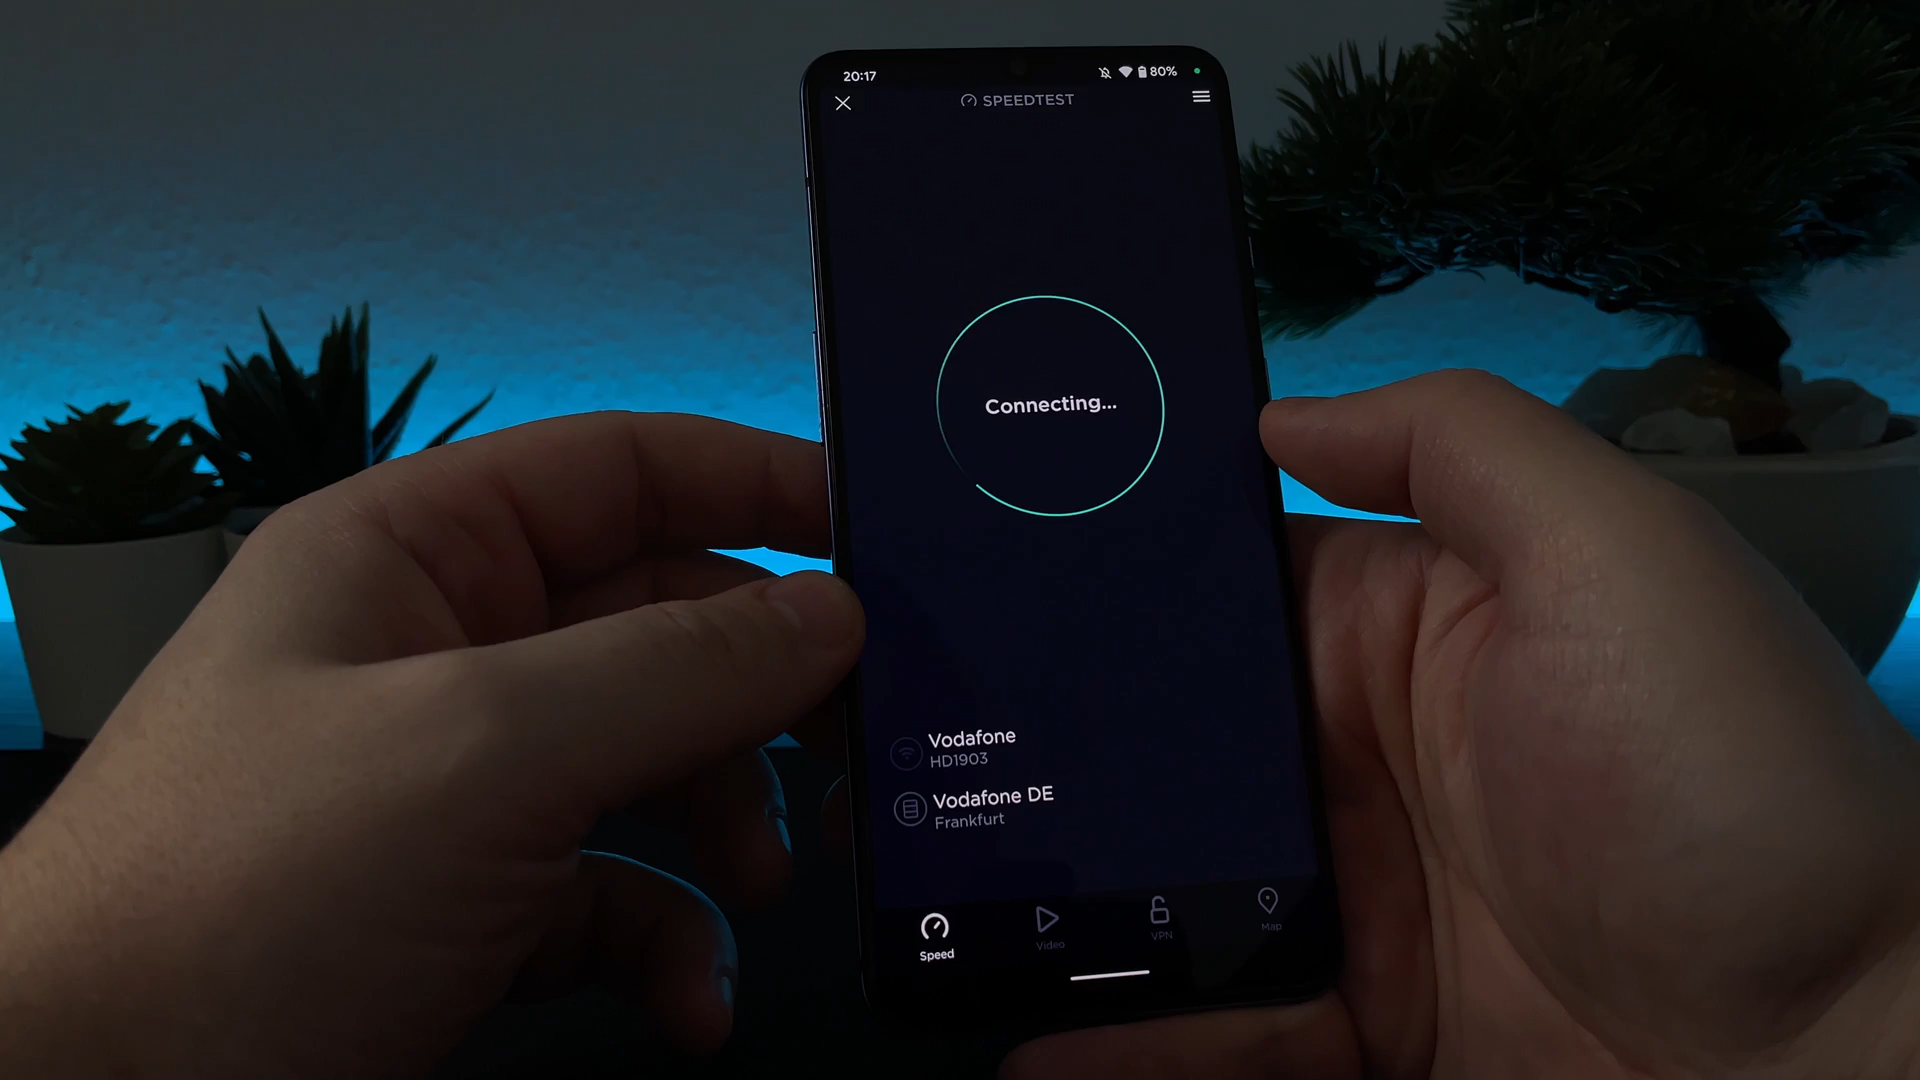 20:17
80%
SPEEDTEST
Connecting...
Vodafone
HD1903
Vodafone DE
Frankfurt
Speed
Video
VPN
Map